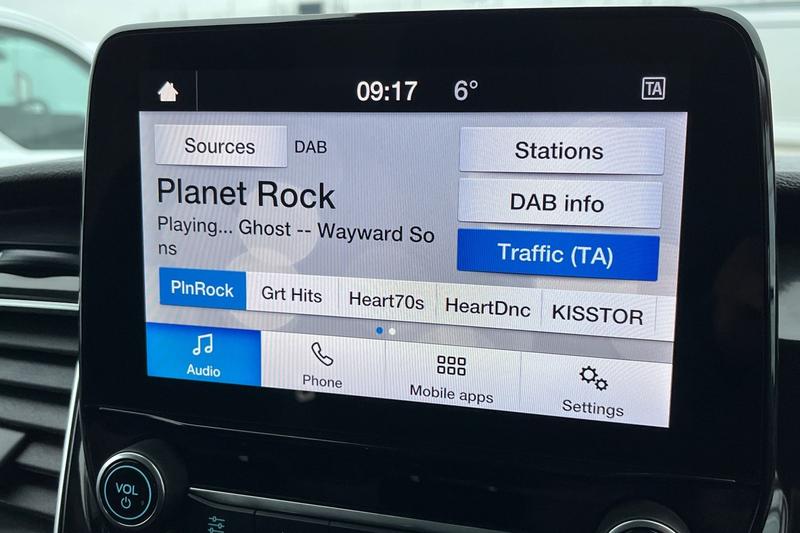 09:17 6° TA
Sources DAB Stations
Planet Rock DAB info
Playing... Ghost -- Wayward So
ns
Traffic (TA)
PlnRock Grt Hits Heart70s HeartDnc KISSTOR
Audio Phone Mobile apps Settings
VOL